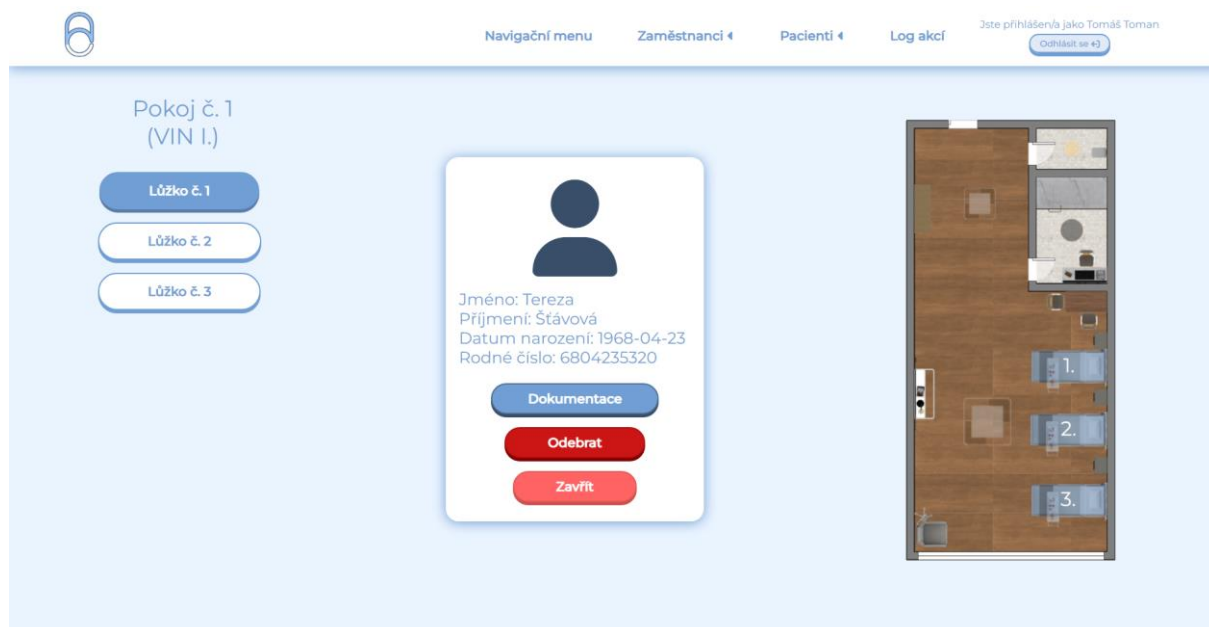 Navigační menu
Zaměstnanci
Pacienti
Log akcí
Jste přihlášen/a jako Tomáš Toman
Odhlásit se
Pokoj č. 1
(VIN I.)
Lůžko č. 1
Lůžko č. 2
Lůžko č. 3
Jméno: Tereza
Příjmení: Šťávová
Datum narození: 1968-04-23
Rodné číslo: 6804235320
Dokumentace
Odebrat
Zavřít
1.
2.
3.